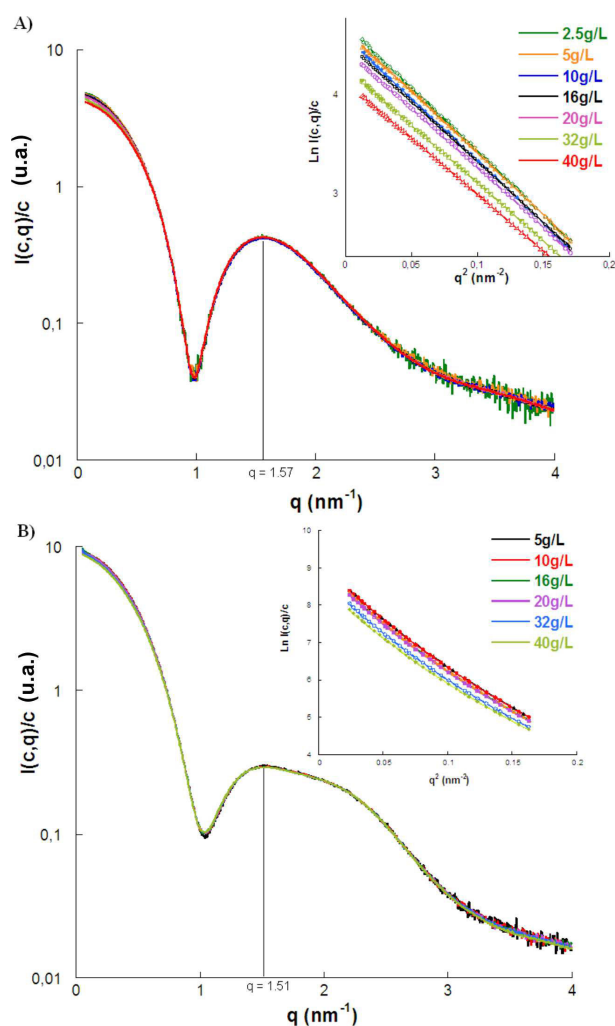 A)
I(c,q)/c (u.a.)
10
1
0,1
0,01
0
1
2
3
4
q = 1.57
q (nm-1)
Ln I(c,q)/c
4
3
0
0,05
0,1
0,15
0,2
q2 (nm-2)
2.5g/L
5g/L
10g/L
16g/L
20g/L
32g/L
40g/L
B)
I(c,q)/c (u.a.)
10
1
0,1
0,01
0
1
2
3
4
q = 1.51
q (nm-1)
Ln I(c,q)/c
10
9
8
7
6
5
4
0
0,05
0,1
0,15
0,2
q2 (nm-2)
5g/L
10g/L
16g/L
20g/L
32g/L
40g/L